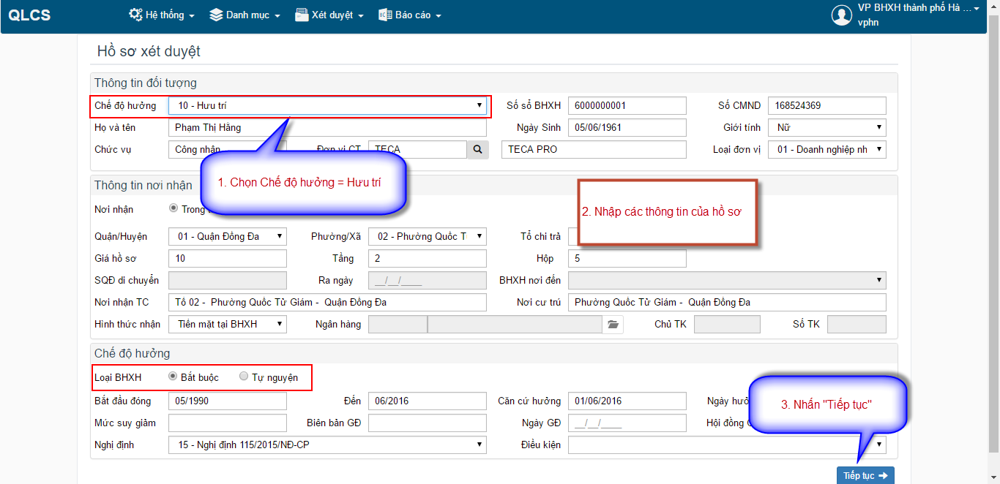 QLCS Hệ thống Danh mục Xét duyệt Báo cáo VP BHXH thành phố Hà ...
vphn
Hồ sơ xét duyệt
Thông tin đối tượng
Chế độ hưởng 10 - Hưu trí Số sổ BHXH 6000000001 Số CMND 168524369
Họ và tên Phạm Thị Hằng Ngày Sinh 05/06/1961 Giới tính Nữ
Chức vụ Công nhân Đơn vị CT TECA TECA PRO Loại đơn vị 01 - Doanh nghiệp nh
1. Chọn Chế độ hưởng = Hưu trí
Thông tin nơi nhận
2. Nhập các thông tin của hồ sơ
Nơi nhận Trong
Quận/Huyện 01 - Quận Đống Đa Phường/Xã 02 - Phường Quốc T Tổ chi trả
Giá hồ sơ 10 Tầng 2 Hộp 5
SQĐ di chuyển Ra ngày __/__/____ BHXH nơi đến
Nơi nhận TC Tổ 02 - Phường Quốc Tử Giám - Quận Đống Đa Nơi cư trú Phường Quốc Tử Giám - Quận Đống Đa
Hình thức nhận Tiền mặt tại BHXH Ngân hàng Chủ TK Số TK
Chế độ hưởng
Loại BHXH Bắt buộc Tự nguyện
Bắt đầu đóng 05/1990 Đến 06/2016 Căn cứ hưởng 01/06/2016 Ngày hưở
3. Nhấn "Tiếp tục"
Mức suy giảm Biên bản GĐ Ngày GĐ __/__/____ Hội đồng
Nghị định 15 - Nghị định 115/2015/NĐ-CP Điều kiện
Tiếp tục